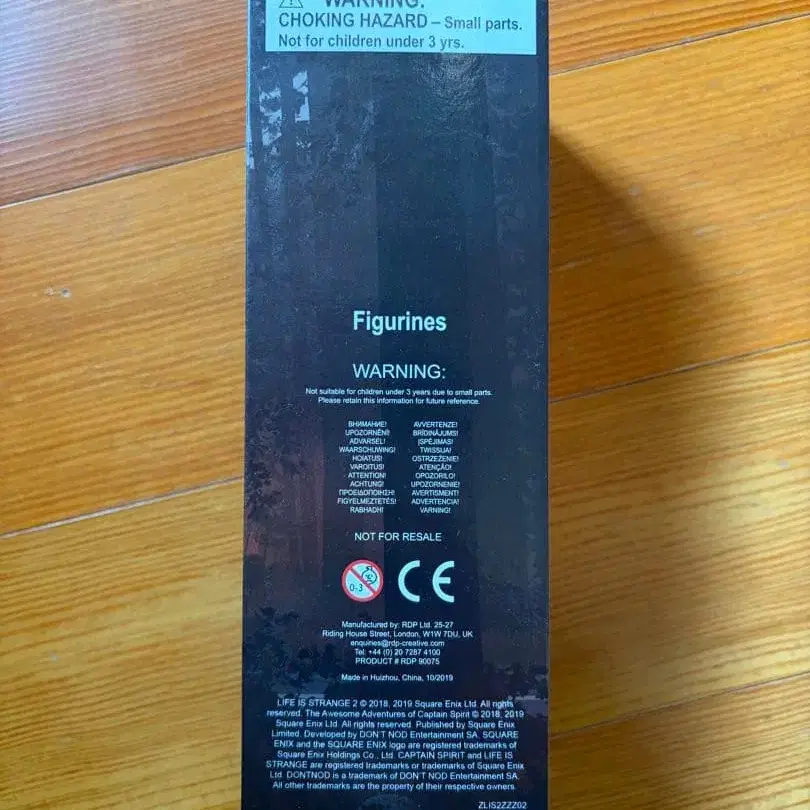 WARNING:
CHOKING HAZARD – Small parts.
Not for children under 3 yrs.
Figurines
WARNING:
Not suitable for children under 3 years due to small parts.
Please retain this information for future reference.
ВНИМАНИЕ! AVVERTENZE!
UPOZORNĚNÍ! BRĪDINĀJUMS!
ADVARSEL! ĮSPĖJIMAS!
WAARSCHUWING! TWISSIJA!
HOIATUS! OSTRZEŻENIE!
VAROITUS! ATENÇÃO!
ATTENTION! OPOZORILO!
ACHTUNG! UPOZORNENIE!
ΠΡΟΕΙΔΟΠΟΙΗΣΗ! AVERTISMENT!
FIGYELMEZTETÉS! ADVERTENCIA!
RABHADH! VARNING!
NOT FOR RESALE
0-3
CE
Manufactured by: RDP Ltd. 25-27
Riding House Street, London, W1W 7DU, UK
enquiries@rdp-creative.com
Tel: +44 (0) 20 7287 4100
PRODUCT # RDP 90075
Made in Huizhou, China, 10/2019
LIFE IS STRANGE 2 © 2018, 2019 Square Enix Ltd. All rights
reserved. The Awesome Adventures of Captain Spirit © 2018, 2019
Square Enix Ltd. All rights reserved. Published by Square Enix
Limited. Developed by DON'T NOD Entertainment SA. SQUARE
ENIX and the SQUARE ENIX logo are registered trademarks of
Square Enix Holdings Co., Ltd. CAPTAIN SPIRIT and LIFE IS
STRANGE are registered trademarks or trademarks of Square Enix
Ltd. DONTNOD is a trademark of DON'T NOD Entertainment SA.
All other trademarks are the property of their respective owners.
ZLIS2ZZZ02